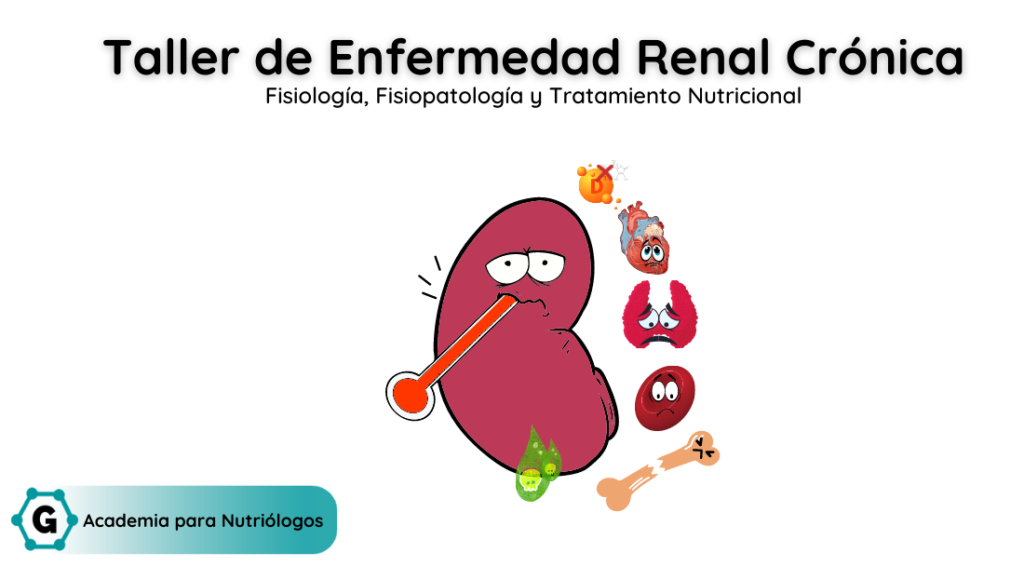 Taller de Enfermedad Renal Crónica
Fisiología, Fisiopatología y Tratamiento Nutricional
D
G
Academia para Nutriólogos